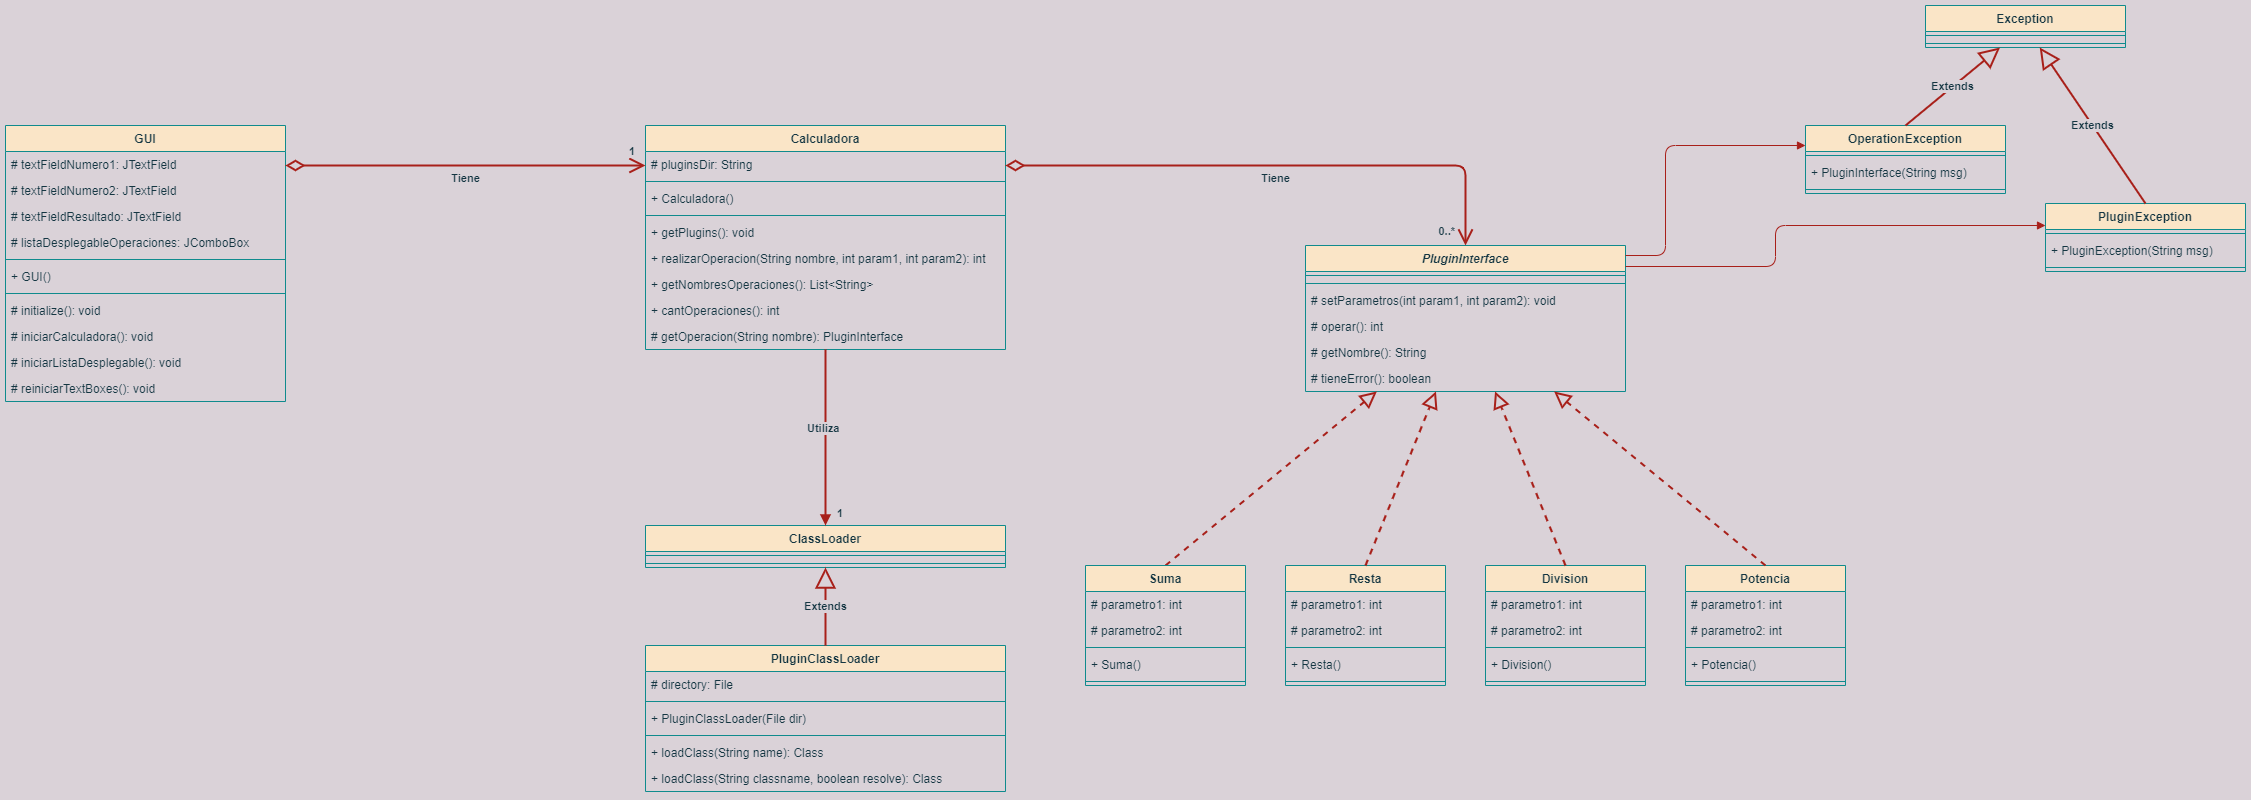 GUI
# textFieldNumero1: JTextField
# textFieldNumero2: JTextField
# textFieldResultado: JTextField
# listaDesplegableOperaciones: JComboBox
+ GUI()
# initialize(): void
# iniciarCalculadora(): void
# iniciarListaDesplegable(): void
# reiniciarTextBoxes(): void
1
Tiene
Calculadora
# pluginsDir: String
+ Calculadora()
+ getPlugins(): void
+ realizarOperacion(String nombre, int param1, int param2): int
+ getNombresOperaciones(): List<String>
+ cantOperaciones(): int
# getOperacion(String nombre): PluginInterface
Utiliza
1
ClassLoader
Extends
PluginClassLoader
# directory: File
+ PluginClassLoader(File dir)
+ loadClass(String name): Class
+ loadClass(String classname, boolean resolve): Class
Tiene
0..*
PluginInterface
# setParametros(int param1, int param2): void
# operar(): int
# getNombre(): String
# tieneError(): boolean
Exception
Extends
Extends
OperationException
+ PluginInterface(String msg)
PluginException
+ PluginException(String msg)
Suma
# parametro1: int
# parametro2: int
+ Suma()
Resta
# parametro1: int
# parametro2: int
+ Resta()
Division
# parametro1: int
# parametro2: int
+ Division()
Potencia
# parametro1: int
# parametro2: int
+ Potencia()